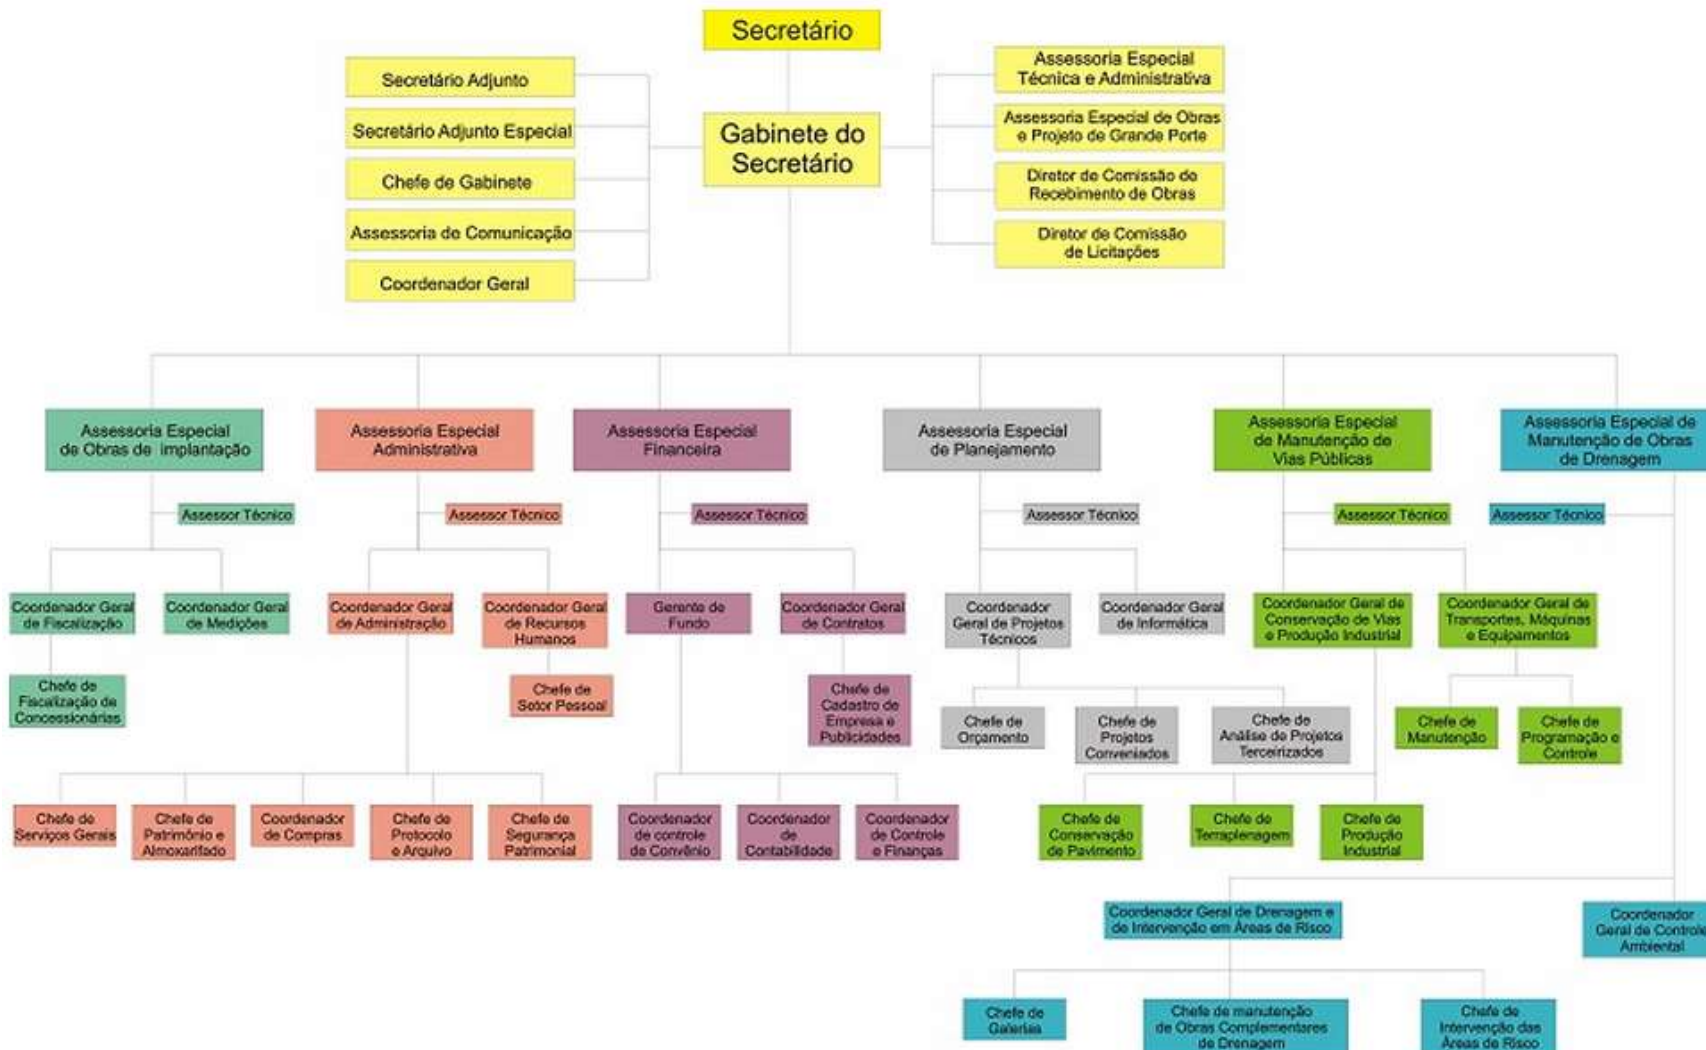 Secretário
Secretário Adjunto
Secretário Adjunto Especial
Chefe de Gabinete
Assessoria de Comunicação
Coordenador Geral
Gabinete do
Secretário
Assessoria Especial
Técnica e Administrativa
Assessoria Especial de Obras
e Projeto de Grande Porte
Diretor de Comissão de
Recebimento de Obras
Diretor de Comissão
de Licitações
Assessoria Especial
de Obras de implantação
Assessoria Especial
Administrativa
Assessoria Especial
Financeira
Assessoria Especial
de Planejamento
Assessoria Especial
de Manutenção de
Vias Públicas
Assessoria Especial de
Manutenção de Obras
de Drenagem
Assessor Técnico
Assessor Técnico
Assessor Técnico
Assessor Técnico
Assessor Técnico
Assessor Técnico
Coordenador Geral
de Fiscalização
Coordenador Geral
de Medições
Coordenador Geral
de Administração
Coordenador Geral
de Recursos
Humanos
Gerente de
Fundo
Coordenador Geral
de Contratos
Coordenador
Geral de Projetos
Técnicos
Coordenador Geral
de Informática
Coordenador Geral de
Conservação de Vias
e Produção Industrial
Coordenador Geral de
Transportes, Máquinas
e Equipamentos
Chefe de
Fiscalização de
Concessionárias
Chefe de
Setor Pessoal
Chefe de
Cadastro de
Empresa e
Publicidades
Chefe de
Orçamento
Chefe de
Projetos
Conveniados
Chefe de
Análise de Projetos
Terceirizados
Chefe de
Manutenção
Chefe de
Programação e
Controle
Chefe de
Serviços Gerais
Chefe de
Patrimônio e
Almoxarifado
Coordenador
de Compras
Chefe de
Protocolo
e Arquivo
Chefe de
Segurança
Patrimonial
Coordenador
de controle
de Convênio
Coordenador
de
Contabilidade
Coordenador
de Controle
e Finanças
Chefe de
Conservação
de Pavimento
Chefe de
Terraplenagem
Chefe de
Produção
Industrial
Coordenador Geral de Drenagem e
de Intervenção em Áreas de Risco
Coordenador
Geral de Controle
Ambiental
Chefe de
Galerias
Chefe de manutenção
de Obras Complementares
de Drenagem
Chefe de
Intervenção das
Áreas de Risco